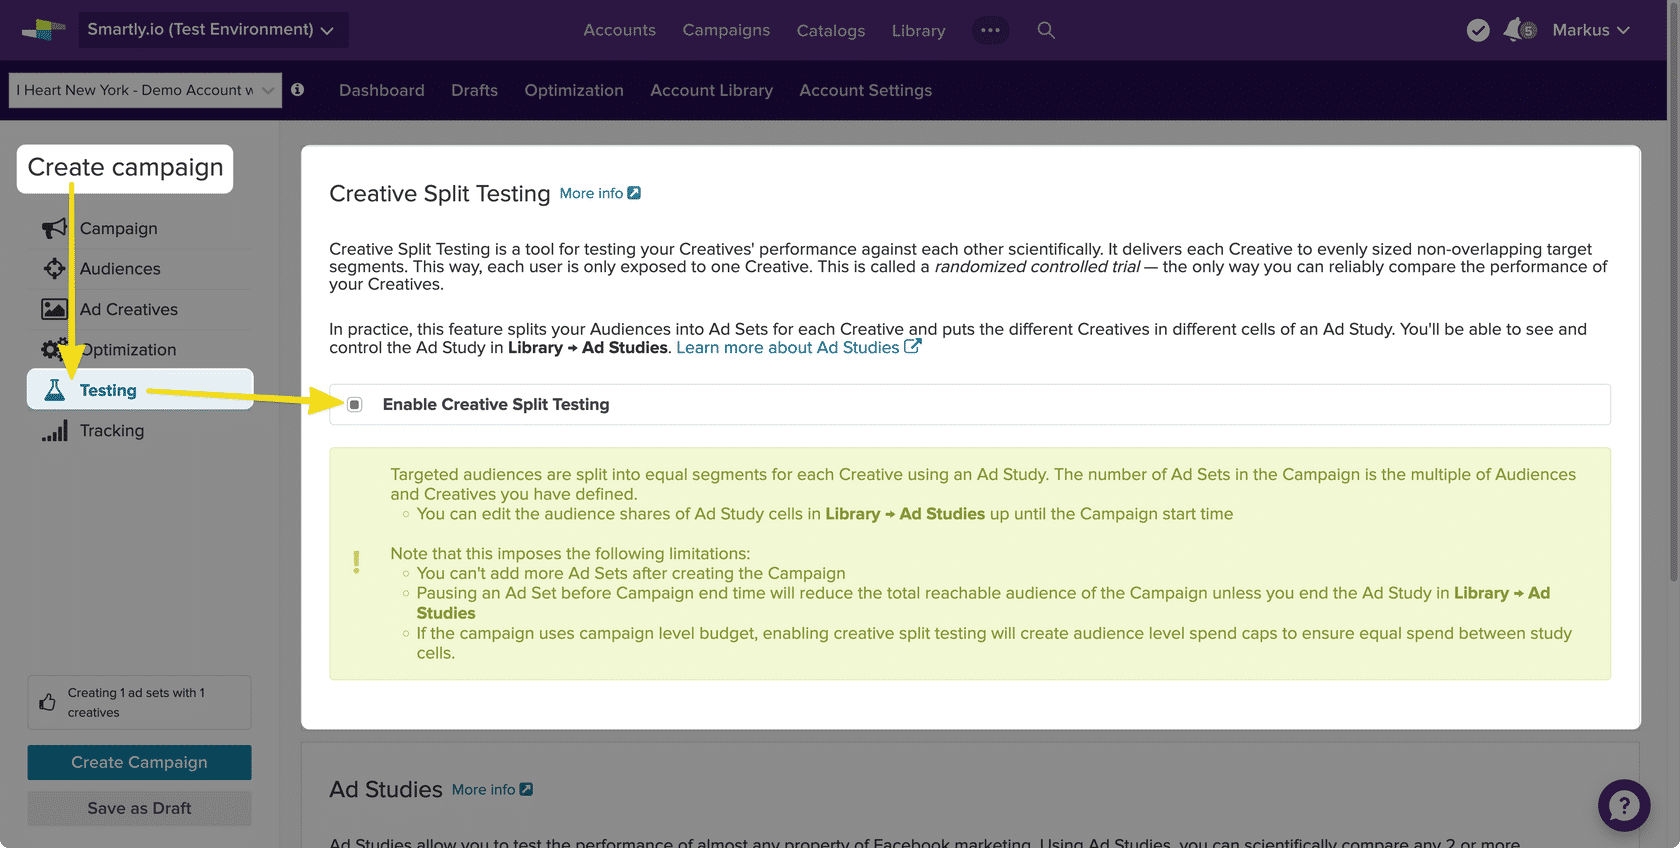 Smartly.io (Test Environment)
Accounts
Campaigns
Catalogs
Library
5
Markus
I Heart New York - Demo Account w
Dashboard
Drafts
Optimization
Account Library
Account Settings
Create campaign
Campaign
Audiences
Ad Creatives
Optimization
Testing
Tracking
Creating 1 ad sets with 1
creatives
Create Campaign
Save as Draft
Creative Split Testing More info
Creative Split Testing is a tool for testing your Creatives' performance against each other scientifically. It delivers each Creative to evenly sized non-overlapping target
segments. This way, each user is only exposed to one Creative. This is called a randomized controlled trial — the only way you can reliably compare the performance of
your Creatives.
In practice, this feature splits your Audiences into Ad Sets for each Creative and puts the different Creatives in different cells of an Ad Study. You'll be able to see and
control the Ad Study in Library → Ad Studies. Learn more about Ad Studies
Enable Creative Split Testing
Targeted audiences are split into equal segments for each Creative using an Ad Study. The number of Ad Sets in the Campaign is the multiple of Audiences
and Creatives you have defined.
○ You can edit the audience shares of Ad Study cells in Library → Ad Studies up until the Campaign start time
Note that this imposes the following limitations:
○ You can't add more Ad Sets after creating the Campaign
○ Pausing an Ad Set before Campaign end time will reduce the total reachable audience of the Campaign unless you end the Ad Study in Library → Ad
Studies
○ If the campaign uses campaign level budget, enabling creative split testing will create audience level spend caps to ensure equal spend between study
cells.
Ad Studies More info
Ad Studies allow you to test the performance of almost any property of Facebook marketing. Using Ad Studies, you can scientifically compare any 2 or more